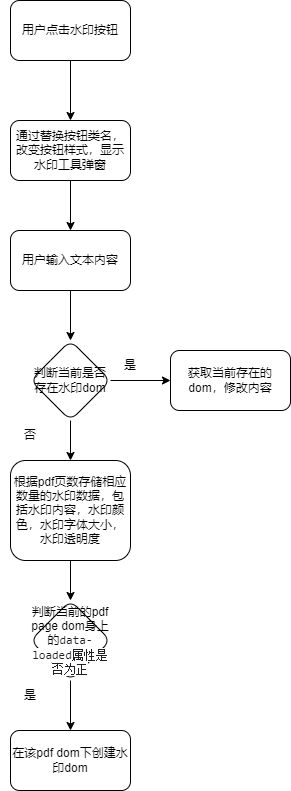 用户点击水印按钮
通过替换按钮类名，
改变按钮样式，显示
水印工具弹窗
用户输入文本内容
判断当前是否
存在水印dom
是
获取当前存在的
dom，修改内容
否
根据pdf页数存储相应
数量的水印数据，包
括水印内容，水印颜
色，水印字体大小，
水印透明度
判断当前的pdf
page dom身上
的data-
loaded属性是
否为正
是
在该pdf dom下创建水
印dom